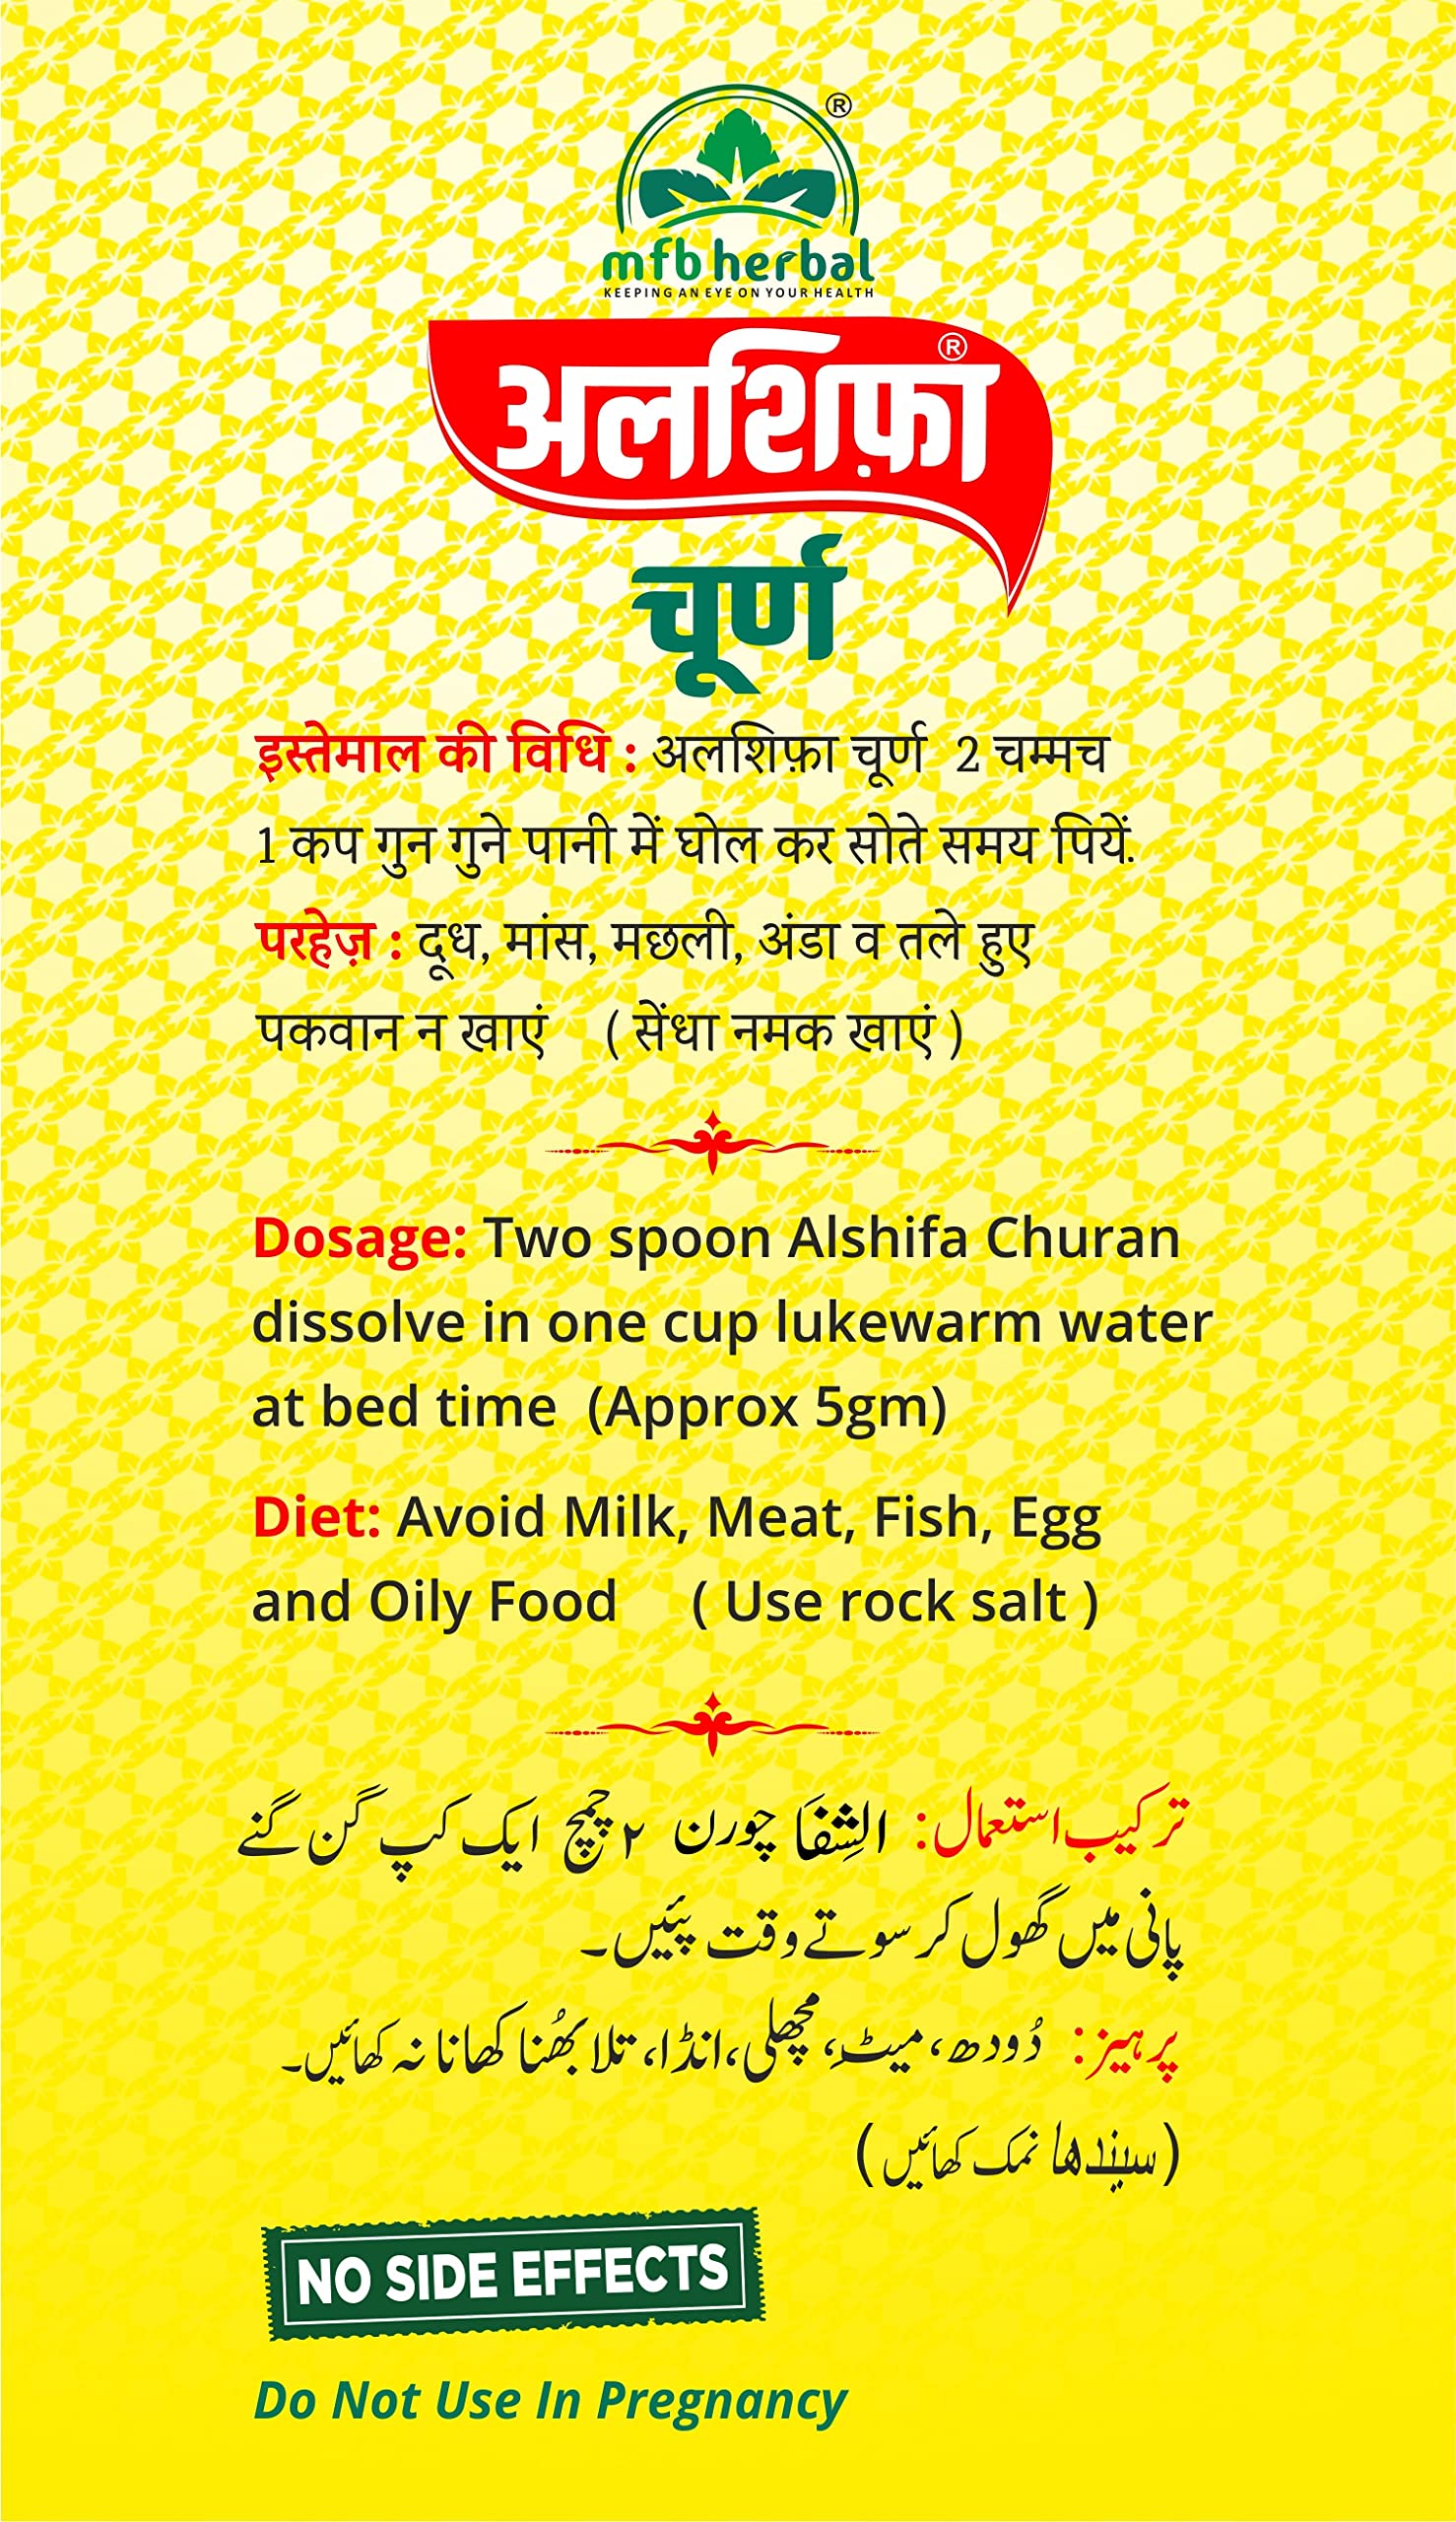 ®
mfb herbal
KEEPING AN EYE ON YOUR HEALTH
अलशिफ़ा ®
चूर्ण
इस्तेमाल की विधि : अलशिफ़ा चूर्ण 2 चम्मच
1 कप गुन गुने पानी में घोल कर सोते समय पियें.
परहेज़ : दूध, मांस, मछली, अंडा व तले हुए
पकवान न खाएं ( सेंधा नमक खाएं )
Dosage: Two spoon Alshifa Churan
dissolve in one cup lukewarm water
at bed time (Approx 5gm)
Diet: Avoid Milk, Meat, Fish, Egg
and Oily Food ( Use rock salt )
ترکیب استعمال: الشِفَا چورن ۲ چمچ ایک کپ گن گنے
پانی میں گھول کر سوتے وقت پئیں۔
پرہیز: دُودھ، میٹ، مچھلی، انڈا، تلا بھُنا کھانا نہ کھائیں۔
(سیندھا نمک کھائیں)
NO SIDE EFFECTS
Do Not Use In Pregnancy